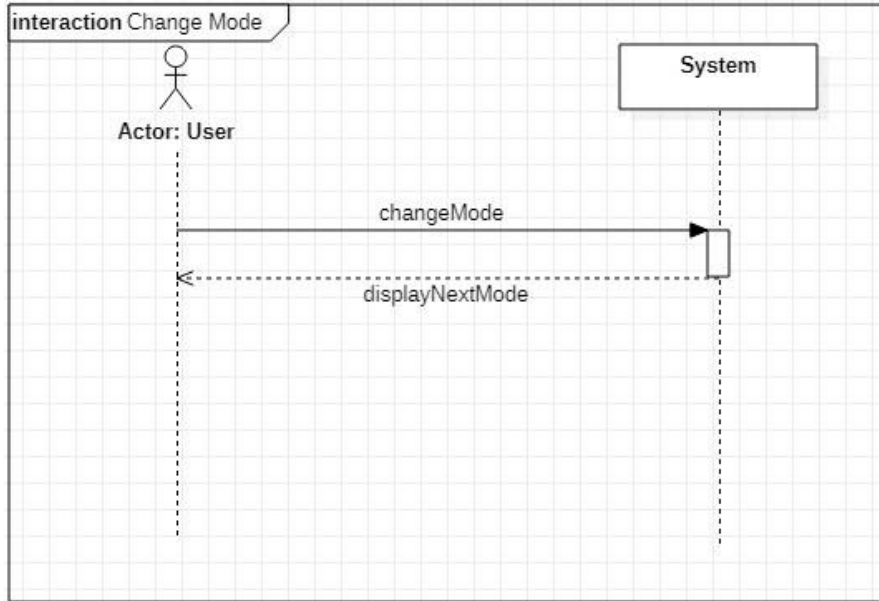 interaction Change Mode
System
Actor: User
changeMode
displayNextMode